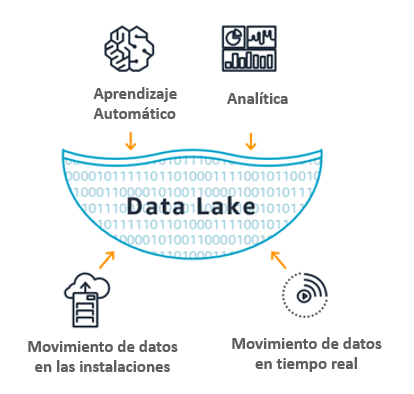 Aprendizaje
Automático
Analítica
Data Lake
Movimiento de datos
en las instalaciones
Movimiento de datos
en tiempo real